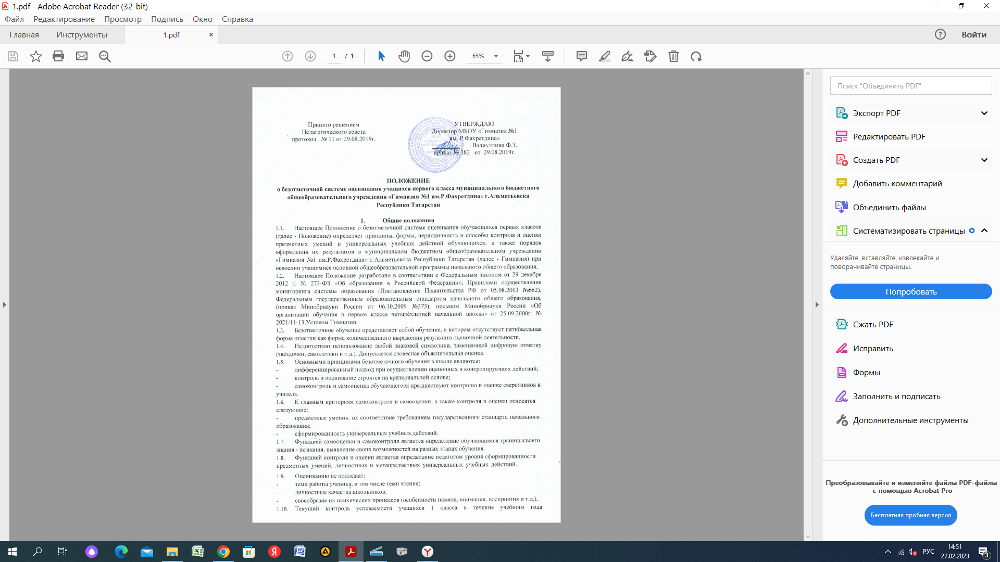 1.pdf - Adobe Acrobat Reader (32-bit)
Файл Редактирование Просмотр Подпись Окно Справка
Главная Инструменты 1.pdf Войти
1 / 1 65%
Принято решением
Педагогического совета
протокол № 11 от 29.08.2019г.
УТВЕРЖДАЮ
Директор МБОУ «Гимназия №1
им. Р.Фахретдина»
Валиуллина Ф.З.
приказ № 183 от 29.08.2019г.
ПОЛОЖЕНИЕ
о безотметочной системе оценивания учащихся первого класса муниципального бюджетного
общеобразовательного учреждения «Гимназия №1 им.Р.Фахретдина» г.Альметьевска
Республики Татарстан
1. Общие положения
1.1. Настоящее Положение о безотметочной системе оценивания обучающихся первых классов
(далее - Положение) определяет принципы, формы, периодичность и способы контроля и оценки
предметных умений и универсальных учебных действий обучающихся, а также порядок
оформления их результатов в муниципальном бюджетном общеобразовательном учреждении
«Гимназия №1 им.Р.Фахретдина» г.Альметьевска Республики Татарстан (далее - Гимназия) при
освоении учащимися основной общеобразовательной программы начального общего образования.
1.2. Настоящее Положение разработано в соответствии с Федеральным законом от 29 декабря
2012 г. № 273-ФЗ «Об образовании в Российской Федерации», Правилами осуществления
мониторинга системы образования (Постановление Правительства РФ от 05.08.2013 №662),
Федеральным государственным образовательным стандартом начального общего образования,
(приказ Минобрнауки России от 06.10.2009 №373), письмом Минобрнауки России «Об
организации обучения в первом классе четырёхлетней начальной школы» от 25.09.2000г. №
2021/11-13,Уставом Гимназии.
1.3. Безотметочное обучение представляет собой обучение, в котором отсутствует пятибалльная
форма отметки как форма количественного выражения результата оценочной деятельности.
1.4. Недопустимо использование любой знаковой символики, заменяющей цифровую отметку
(звёздочки, самолетики и т.д.). Допускается словесная объяснительная оценка.
1.5. Основными принципами безотметочного обучения в школе являются:
- дифференцированный подход при осуществлении оценочных и контролирующих действий;
- контроль и оценивание строятся на критериальной основе;
- самоконтроль и самооценка обучающегося предшествуют контролю и оценке сверстников и
учителя.
1.6. К главным критериям самоконтроля и самооценки, а также контроля и оценки относятся
следующие:
- предметные умения, их соответствие требованиям государственного стандарта начального
образования;
- сформированность универсальных учебных действий.
1.7. Функцией самооценки и самоконтроля является определение обучающимся границысвоего
знания - незнания, выявление своих возможностей на разных этапах обучения.
1.8. Функцией контроля и оценки является определение педагогом уровня сформированности
предметных умений, личностных и метапредметных универсальных учебных действий.
1.9. Оцениванию не подлежат:
- темп работы ученика, в том числе темп чтения;
- личностные качества школьников;
- своеобразие их психических процессов (особенности памяти, внимания, восприятия и т.д.).
1.10. Текущий контроль успеваемости учащихся 1 класса в течение учебного года
Поиск "Объединить PDF"
Экспорт PDF
Редактировать PDF
Создать PDF
Добавить комментарий
Объединить файлы
Систематизировать страницы
Удаляйте, вставляйте, извлекайте и
поворачивайте страницы.
Попробовать
Сжать PDF
Исправить
Формы
Заполнить и подписать
Дополнительные инструменты
Преобразовывайте и изменяйте файлы PDF-файлы
с помощью Acrobat Pro
Бесплатная пробная версия
РУС
14:51
27.02.2023
3